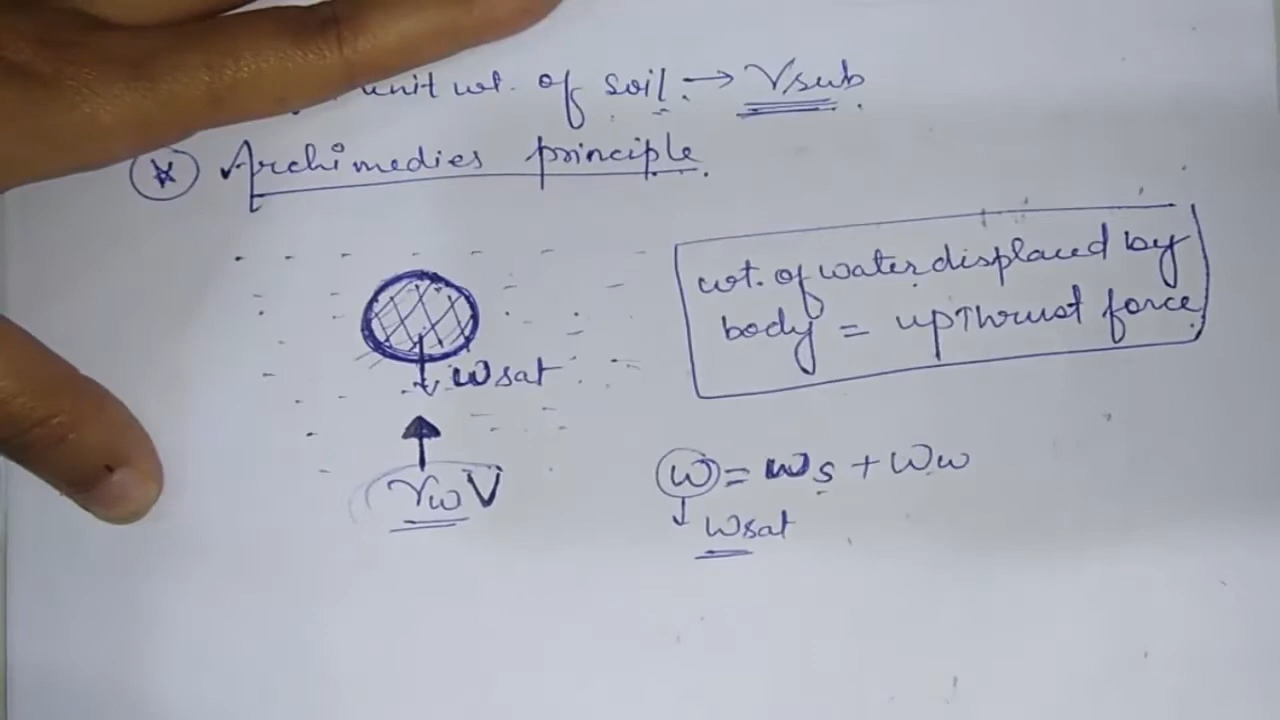 unit wt. of soil. → γsub.
Archimedies principle.
wt. of water displaced by
body = upthrust force
wsat
γw V
w = ws + ww
↓ wsat